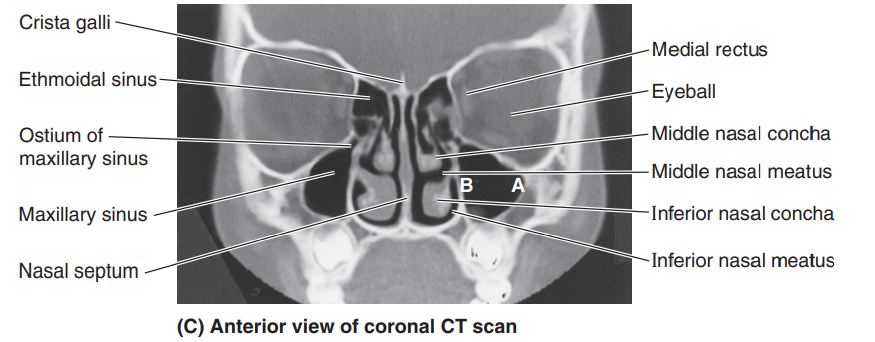 Crista galli
Ethmoidal sinus
Ostium of
maxillary sinus
Maxillary sinus
Nasal septum
Medial rectus
Eyeball
Middle nasal concha
Middle nasal meatus
B A
Inferior nasal concha
Inferior nasal meatus
(C) Anterior view of coronal CT scan